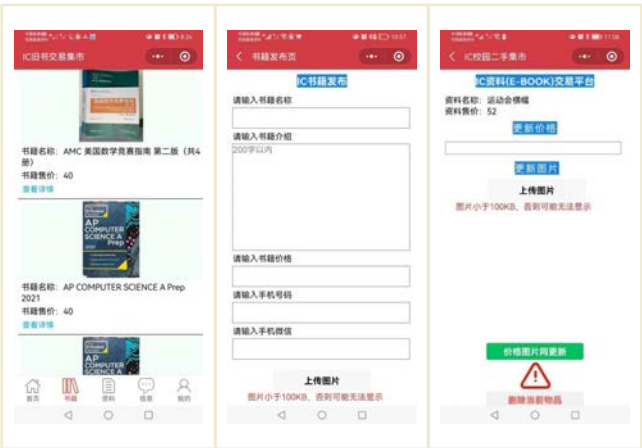 IC旧书交易集市
书籍名称: AMC 美国数学竞赛指南 第二版 (共4
册)
书籍售价: 40
查看详情
AP
COMPUTER
SCIENCE A
Prep
2021
书籍名称: AP COMPUTER SCIENCE A Prep
2021
书籍售价: 40
查看详情
AP
COMPUTER
首页
书籍
资料
信息
我的
10:57
书籍发布页
IC书籍发布
请输入书籍名称
请输入书籍介绍
200字以内
请输入书籍价格
请输入手机号码
请输入手机微信
上传图片
图片小于100KB, 否则可能无法显示
IC校园二手集市
IC资料(E-BOOK)交易平台
资料名称: 运动会横幅
资料售价: 52
更新价格
更新图片
上传图片
图片小于100KB, 否则可能无法显示
价格图片同更新
删除当前物品